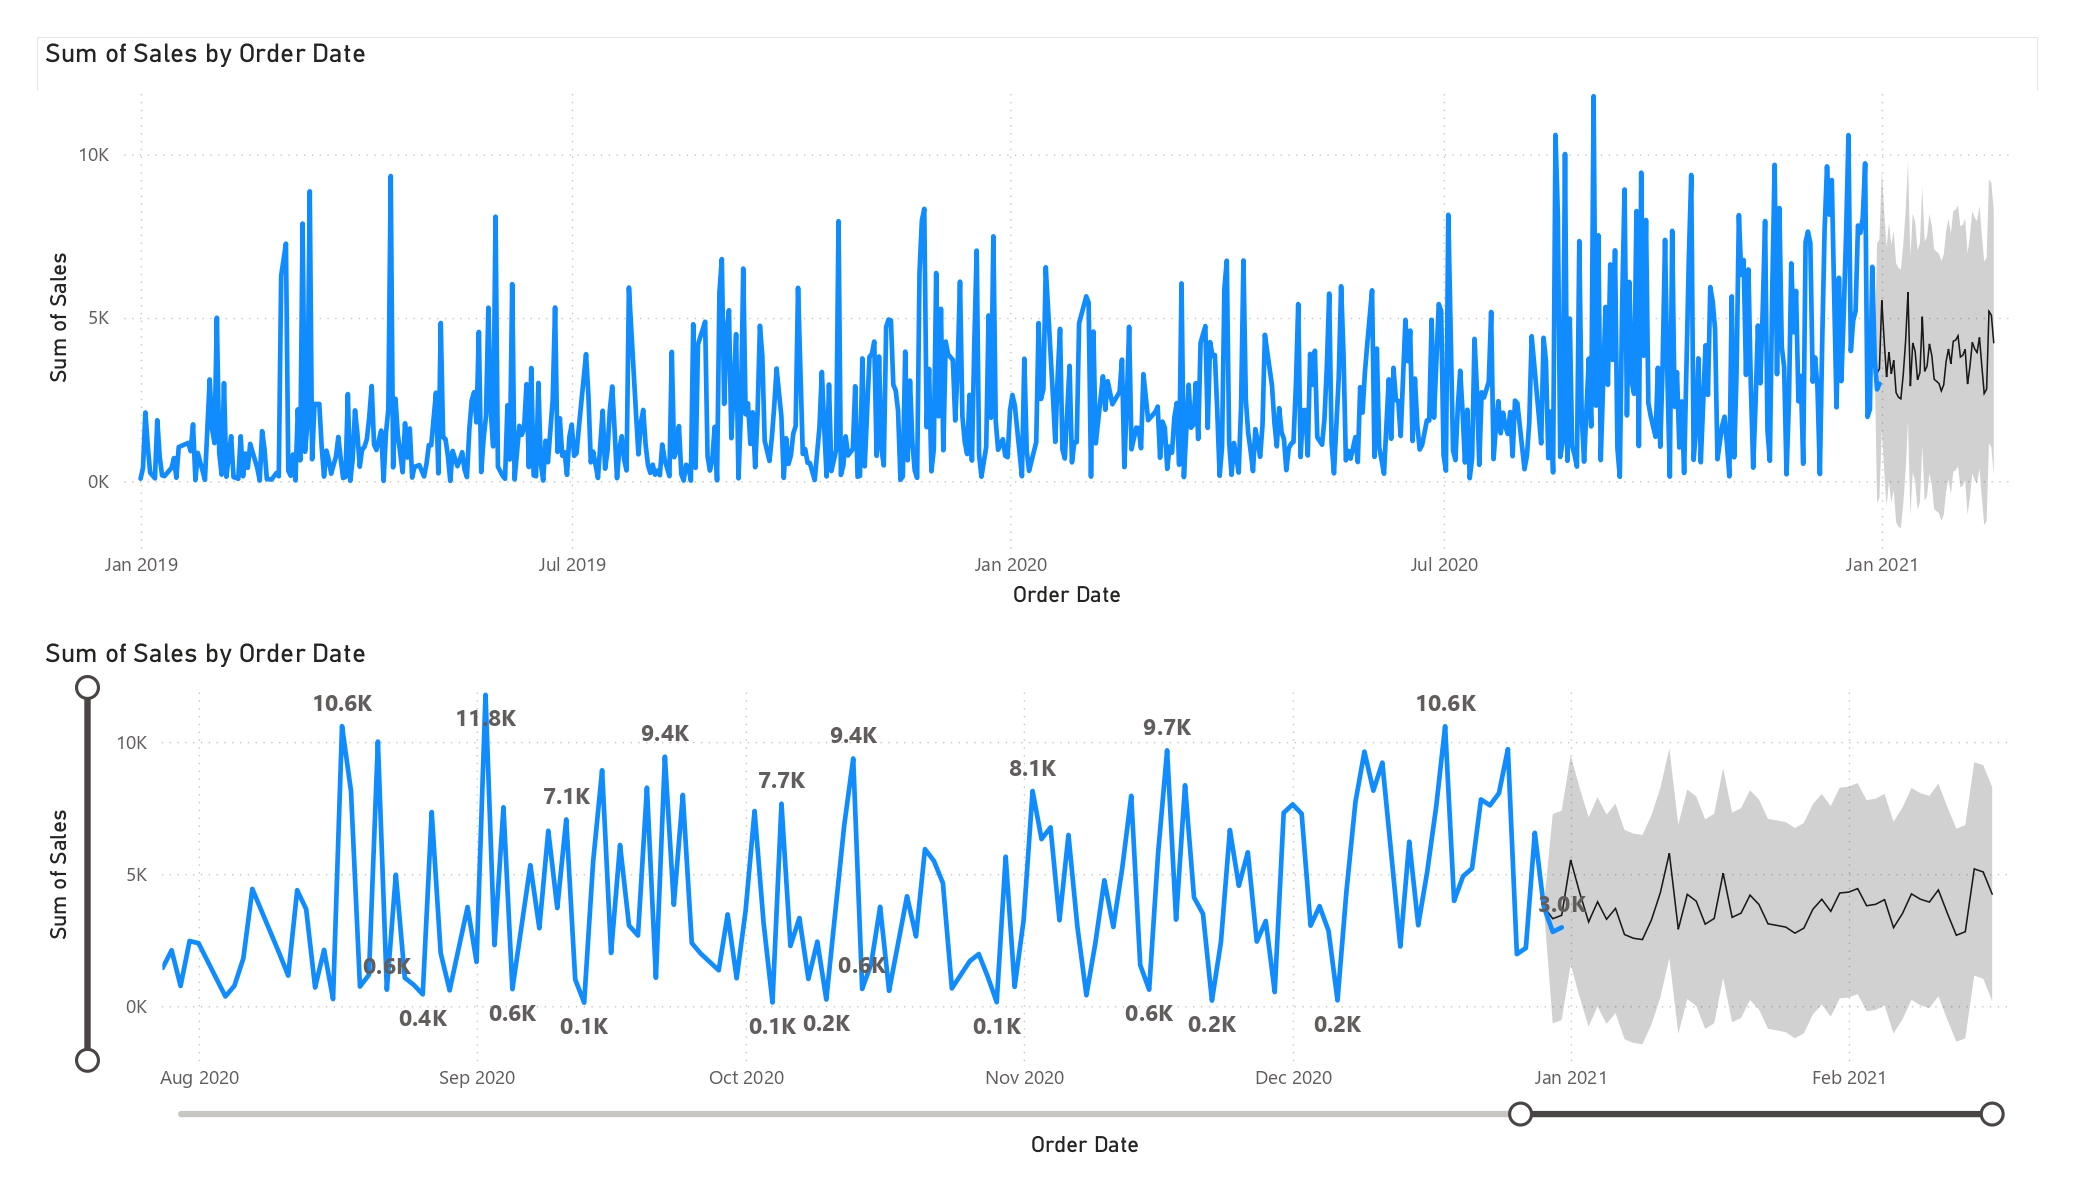 Sum of Sales by Order Date
10K
5K
0K
Sum of Sales
Jan 2019 Jul 2019 Jan 2020 Jul 2020 Jan 2021
Order Date
Sum of Sales by Order Date
10.6K 11.8K 9.4K 9.4K 9.7K 10.6K
10K
8.1K
7.7K
7.1K
5K
3.0K
0.6K 0.6K
0K
0.4K 0.6K 0.1K 0.1K 0.2K 0.1K 0.6K 0.2K 0.2K
Sum of Sales
Aug 2020 Sep 2020 Oct 2020 Nov 2020 Dec 2020 Jan 2021 Feb 2021
Order Date